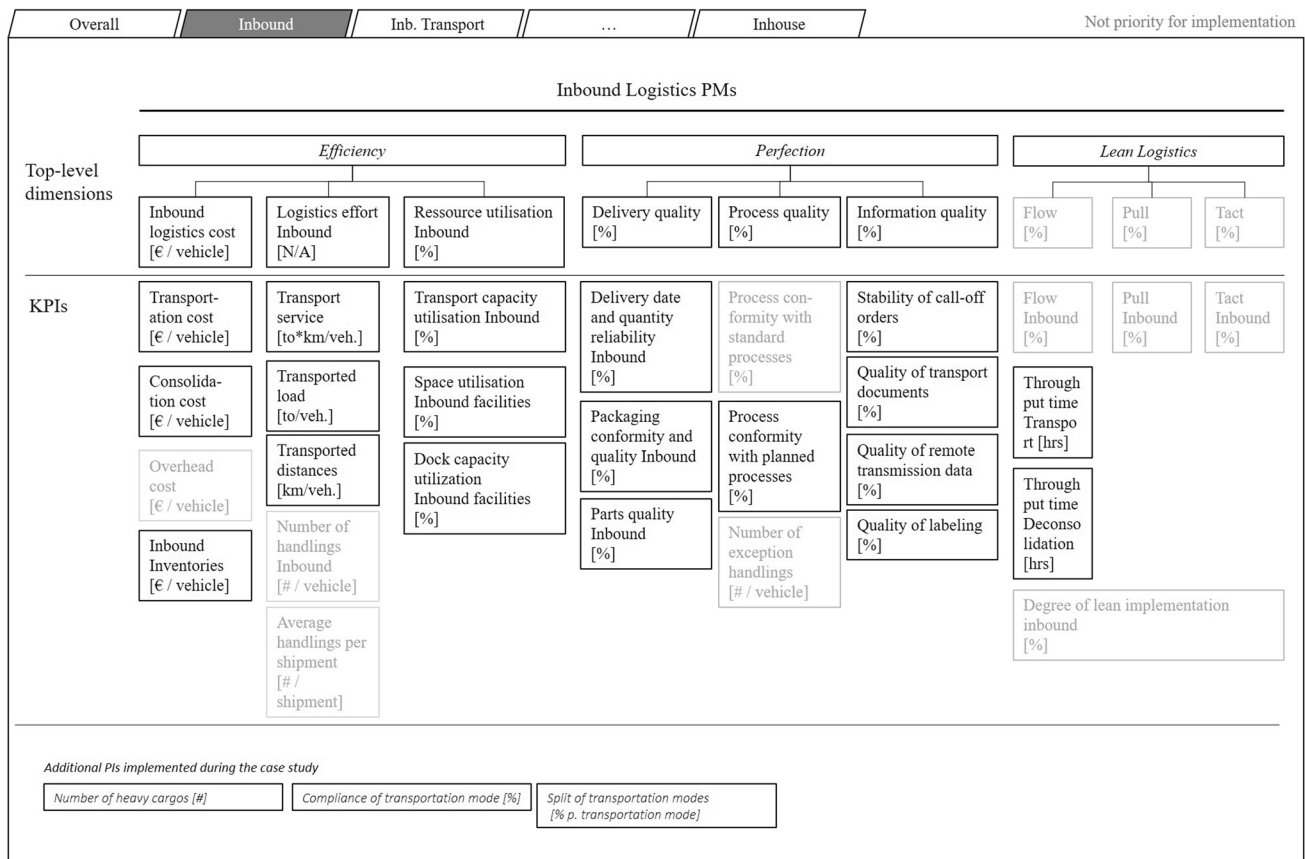 Overall
Inbound
Inb. Transport
…
Inhouse
Not priority for implementation
Inbound Logistics PMs
Top-level
dimensions
Efficiency
Perfection
Lean Logistics
Inbound
logistics cost
[€ / vehicle]
Logistics effort
Inbound
[N/A]
Ressource utilisation
Inbound
[%]
Delivery quality
[%]
Process quality
[%]
Information quality
[%]
Flow
[%]
Pull
[%]
Tact
[%]
KPIs
Transport-
ation cost
[€ / vehicle]
Consolida-
tion cost
[€ / vehicle]
Overhead
cost
[€ / vehicle]
Inbound
Inventories
[€ / vehicle]
Transport
service
[to*km/veh.]
Transported
load
[to/veh.]
Transported
distances
[km/veh.]
Number of
handlings
Inbound
[# / vehicle]
Average
handlings per
shipment
[# /
shipment]
Transport capacity
utilisation Inbound
[%]
Space utilisation
Inbound facilities
[%]
Dock capacity
utilization
Inbound facilities
[%]
Delivery date
and quantity
reliability
Inbound
[%]
Packaging
conformity and
quality Inbound
[%]
Parts quality
Inbound
[%]
Process con-
formity with
standard
processes
[%]
Process
conformity
with planned
processes
[%]
Number of
exception
handlings
[# / vehicle]
Stability of call-off
orders
[%]
Quality of transport
documents
[%]
Quality of remote
transmission data
[%]
Quality of labeling
[%]
Flow
Inbound
[%]
Pull
Inbound
[%]
Tact
Inbound
[%]
Through
put time
Transpo
rt [hrs]
Through
put time
Deconso
lidation
[hrs]
Degree of lean implementation
inbound
[%]
Additional PIs implemented during the case study
Number of heavy cargos [#]
Compliance of transportation mode [%]
Split of transportation modes
[% p. transportation mode]